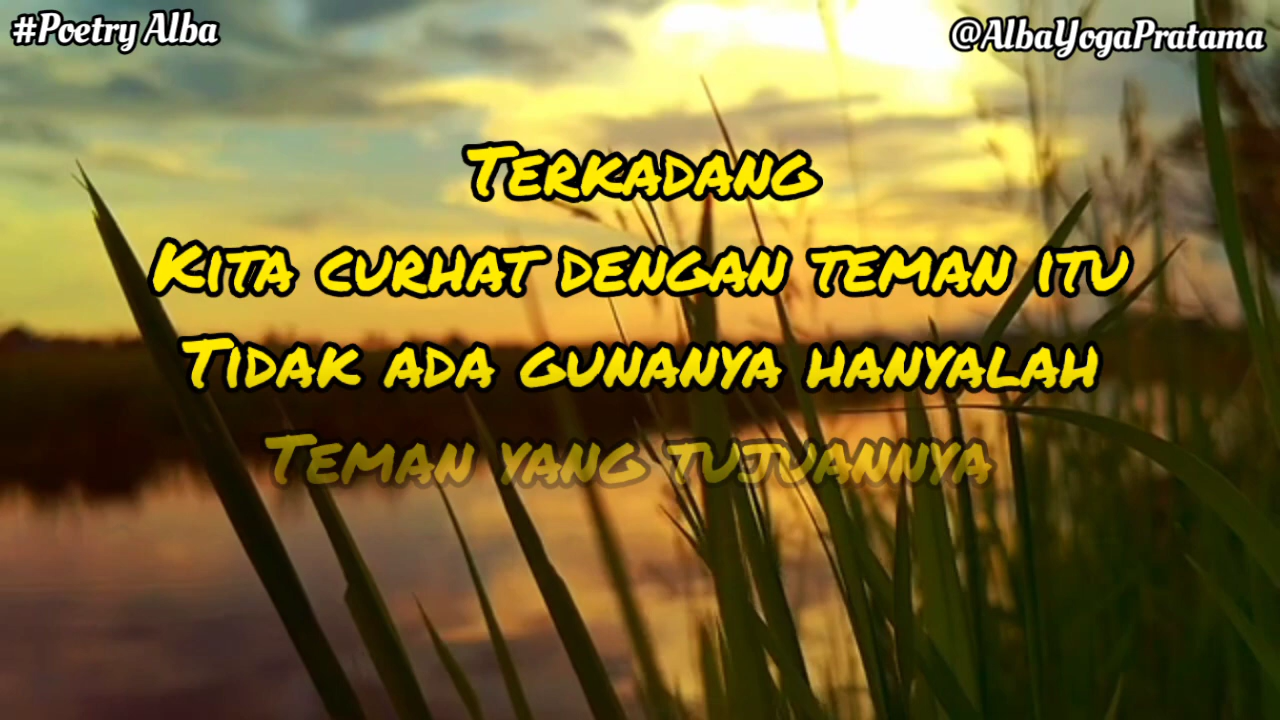 #Poetry Alba
@AlbaYogaPratama
Terkadang
Kita curhat dengan teman itu
Tidak ada gunanya hanyalah
Teman yang tujuannya